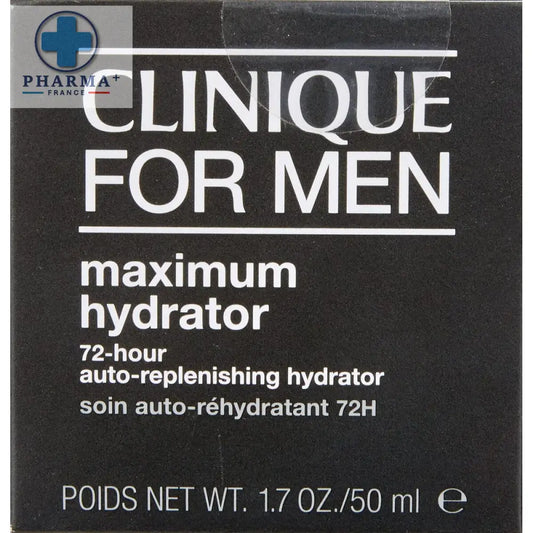 PHARMA+
FRANCE
CLINIQUE
FOR MEN
maximum
hydrator
72-hour
auto-replenishing hydrator
soin auto-réhydratant 72H
POIDS NET WT. 1.7 OZ./50 ml ℮